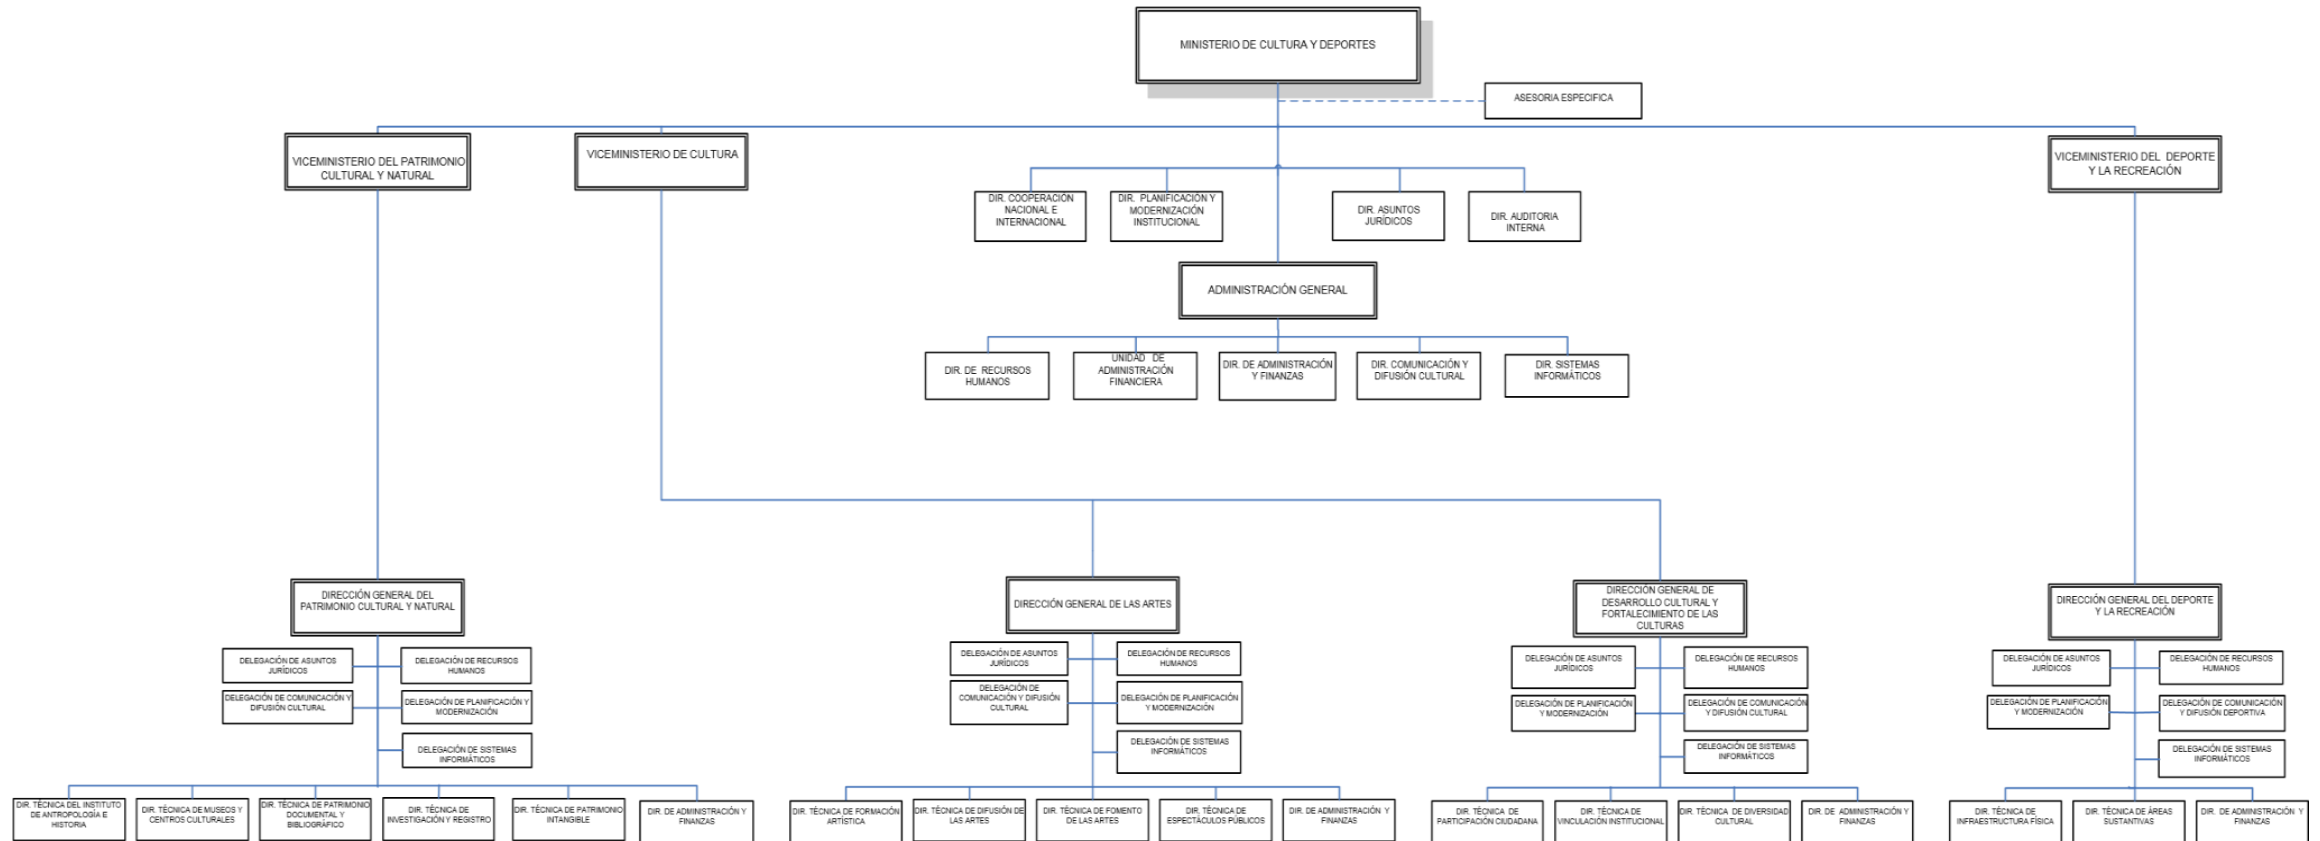 MINISTERIO DE CULTURA Y DEPORTES
ASESORIA ESPECIFICA
VICEMINISTERIO DEL PATRIMONIO
CULTURAL Y NATURAL
VICEMINISTERIO DE CULTURA
VICEMINISTERIO DEL DEPORTE
Y LA RECREACIÓN
DIR. COOPERACIÓN
NACIONAL E
INTERNACIONAL
DIR. PLANIFICACIÓN Y
MODERNIZACIÓN
INSTITUCIONAL
DIR. ASUNTOS
JURÍDICOS
DIR. AUDITORIA
INTERNA
ADMINISTRACIÓN GENERAL
DIR. DE RECURSOS
HUMANOS
UNIDAD DE
ADMINISTRACIÓN
FINANCIERA
DIR. DE ADMINISTRACIÓN
Y FINANZAS
DIR. COMUNICACIÓN Y
DIFUSIÓN CULTURAL
DIR. SISTEMAS
INFORMÁTICOS
DIRECCIÓN GENERAL DEL
PATRIMONIO CULTURAL Y NATURAL
DELEGACIÓN DE ASUNTOS
JURÍDICOS
DELEGACIÓN DE RECURSOS
HUMANOS
DELEGACIÓN DE COMUNICACIÓN Y
DIFUSIÓN CULTURAL
DELEGACIÓN DE PLANIFICACIÓN Y
MODERNIZACIÓN
DELEGACIÓN DE SISTEMAS
INFORMÁTICOS
DIR. TÉCNICA DEL INSTITUTO
DE ANTROPOLOGÍA E
HISTORIA
DIR. TÉCNICA DE MUSEOS Y
CENTROS CULTURALES
DIR. TÉCNICA DE PATRIMONIO
DOCUMENTAL Y
BIBLIOGRÁFICO
DIR. TÉCNICA DE
INVESTIGACIÓN Y REGISTRO
DIR. TÉCNICA DE PATRIMONIO
INTANGIBLE
DIR. DE ADMINISTRACIÓN Y
FINANZAS
DIRECCIÓN GENERAL DE LAS ARTES
DELEGACIÓN DE ASUNTOS
JURÍDICOS
DELEGACIÓN DE RECURSOS
HUMANOS
DELEGACIÓN DE
COMUNICACIÓN Y DIFUSIÓN
CULTURAL
DELEGACIÓN DE PLANIFICACIÓN
Y MODERNIZACIÓN
DELEGACIÓN DE SISTEMAS
INFORMÁTICOS
DIR. TÉCNICA DE FORMACIÓN
ARTÍSTICA
DIR. TÉCNICA DE DIFUSIÓN DE
LAS ARTES
DIR. TÉCNICA DE FOMENTO
DE LAS ARTES
DIR. TÉCNICA DE
ESPECTÁCULOS PÚBLICOS
DIR. DE ADMINISTRACIÓN Y
FINANZAS
DIRECCIÓN GENERAL DE
DESARROLLO CULTURAL Y
FORTALECIMIENTO DE LAS
CULTURAS
DELEGACIÓN DE ASUNTOS
JURÍDICOS
DELEGACIÓN DE RECURSOS
HUMANOS
DELEGACIÓN DE PLANIFICACIÓN
Y MODERNIZACIÓN
DELEGACIÓN DE COMUNICACIÓN
Y DIFUSIÓN CULTURAL
DELEGACIÓN DE SISTEMAS
INFORMÁTICOS
DIR. TÉCNICA DE
PARTICIPACIÓN CIUDADANA
DIR. TÉCNICA DE
VINCULACIÓN INSTITUCIONAL
DIR. TÉCNICA DE DIVERSIDAD
CULTURAL
DIR. DE ADMINISTRACIÓN Y
FINANZAS
DIRECCIÓN GENERAL DEL DEPORTE
Y LA RECREACIÓN
DELEGACIÓN DE ASUNTOS
JURÍDICOS
DELEGACIÓN DE RECURSOS
HUMANOS
DELEGACIÓN DE PLANIFICACIÓN
Y MODERNIZACIÓN
DELEGACIÓN DE COMUNICACIÓN
Y DIFUSIÓN DEPORTIVA
DELEGACIÓN DE SISTEMAS
INFORMÁTICOS
DIR. TÉCNICA DE
INFRAESTRUCTURA FÍSICA
DIR. TÉCNICA DE ÁREAS
SUSTANTIVAS
DIR. DE ADMINISTRACIÓN Y
FINANZAS